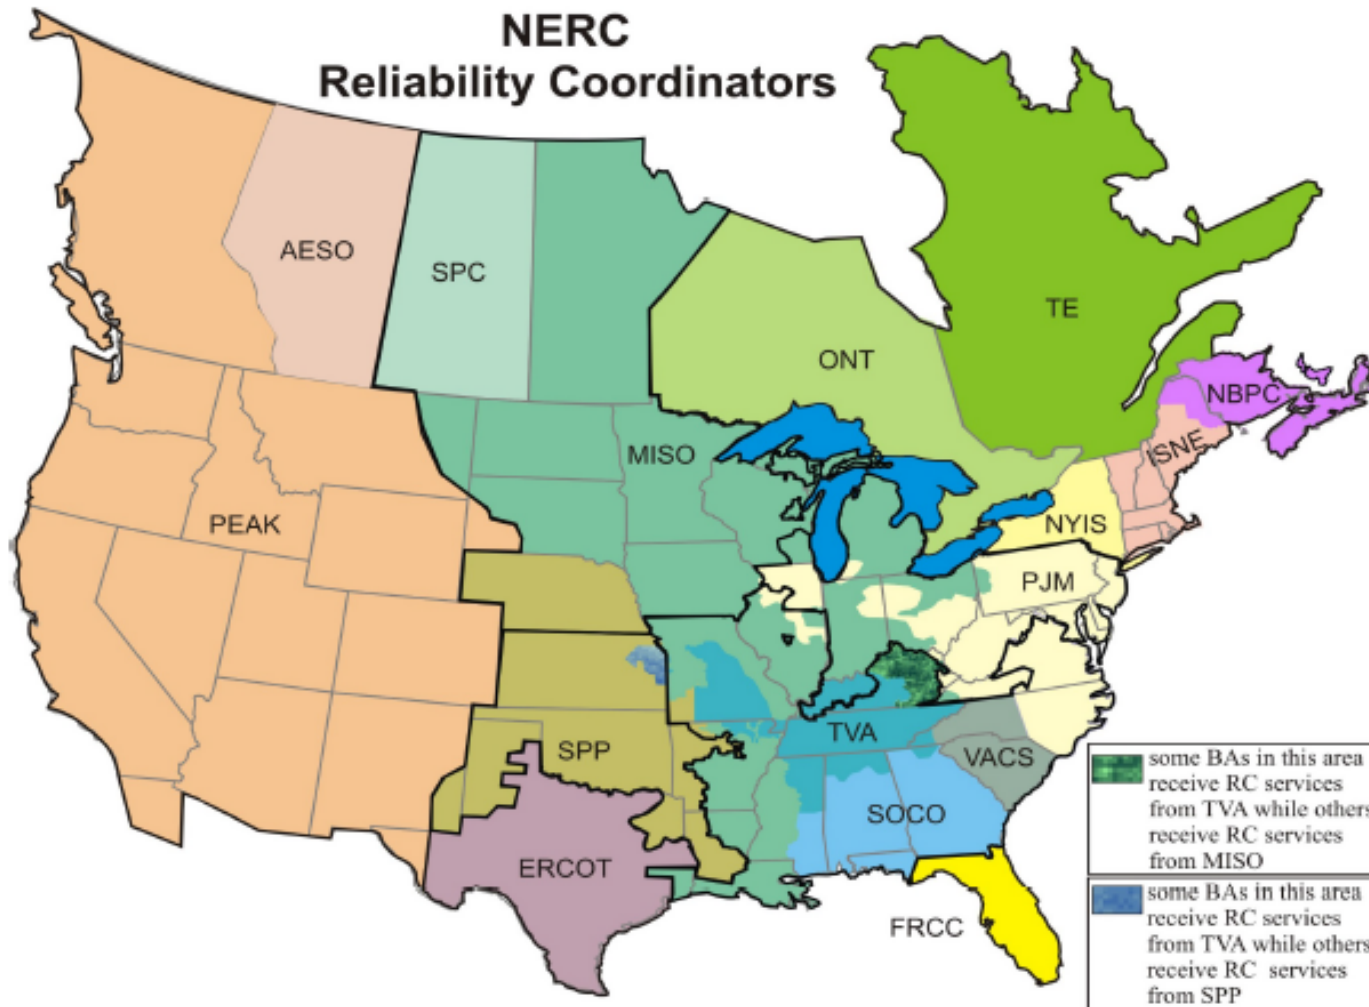 NERC
Reliability Coordinators
AESO
SPC
TE
ONT
NBPC
MISO
ISNE
PEAK
NYIS
PJM
TVA
SPP
VACS
SOCO
ERCOT
FRCC
some BAs in this area
receive RC services
from TVA while others
receive RC services
from MISO
some BAs in this area
receive RC services
from TVA while others
receive RC services
from SPP